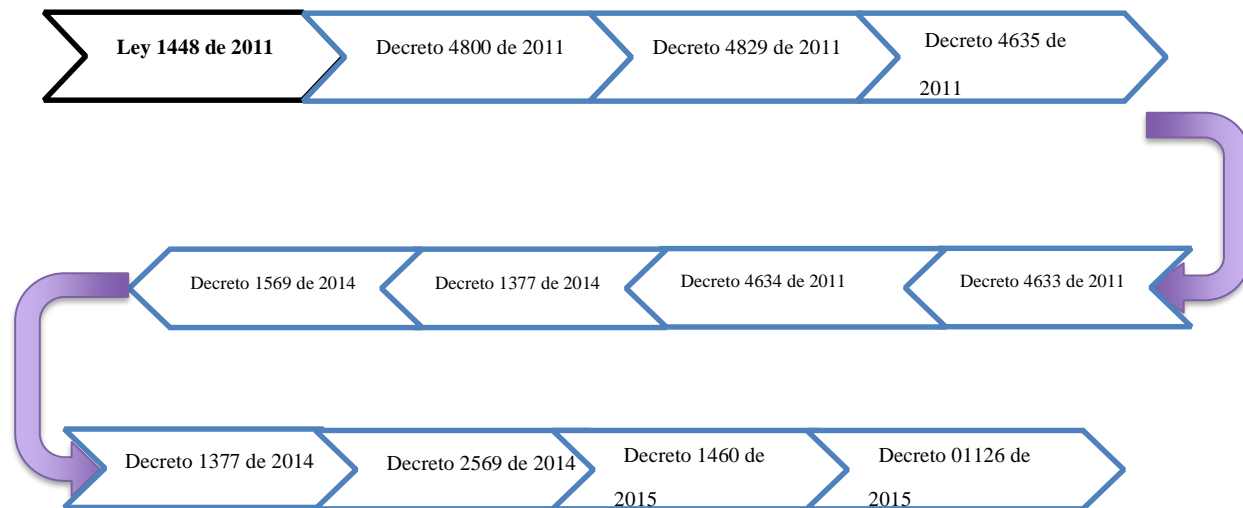 Ley 1448 de 2011
Decreto 4800 de 2011
Decreto 4829 de 2011
Decreto 4635 de
2011
Decreto 1569 de 2014
Decreto 1377 de 2014
Decreto 4634 de 2011
Decreto 4633 de 2011
Decreto 1377 de 2014
Decreto 2569 de 2014
Decreto 1460 de
2015
Decreto 01126 de
2015